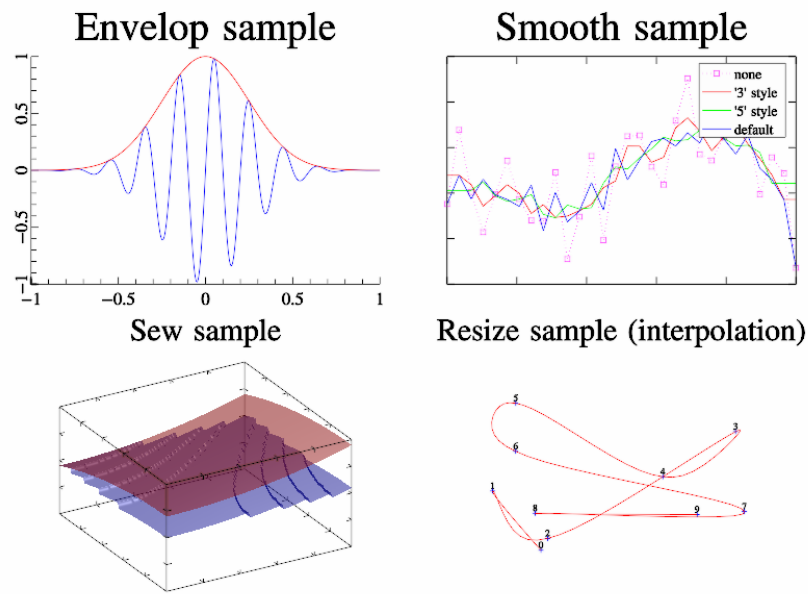 Envelop sample
1
0.5
0
−0.5
−1
−1
−0.5
0
0.5
1
Smooth sample
none
'3' style
'5' style
default
Sew sample
Resize sample (interpolation)
5
3
6
4
1
8
9
7
2
0